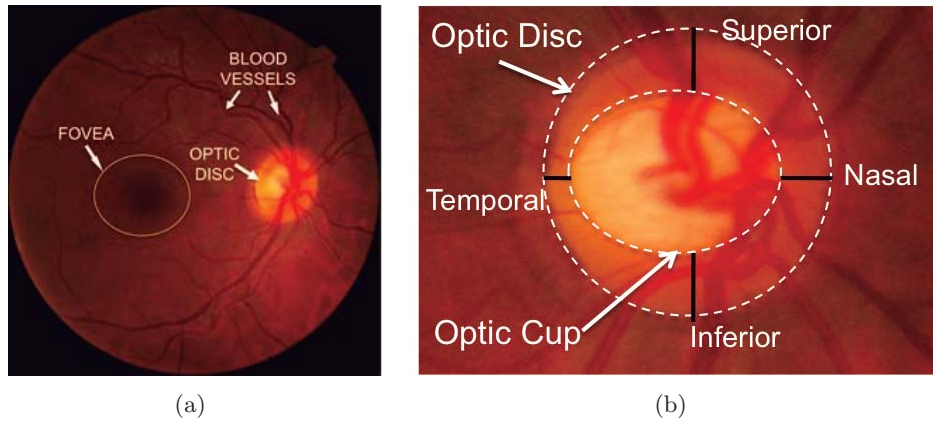 BLOOD
VESSELS
FOVEA
OPTIC
DISC
(a)
Optic Disc
Superior
Temporal
Nasal
Optic Cup
Inferior
(b)